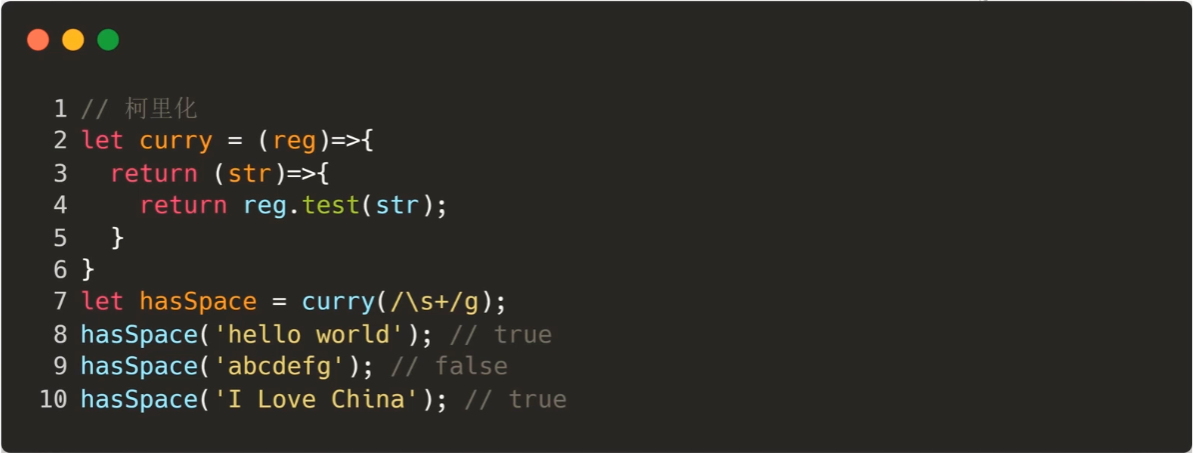 1 // 柯里化
2 let curry = (reg)=>{
3   return (str)=>{
4     return reg.test(str);
5   }
6 }
7 let hasSpace = curry(/\s+/g);
8 hasSpace('hello world'); // true
9 hasSpace('abcdefg'); // false
10 hasSpace('I Love China'); // true